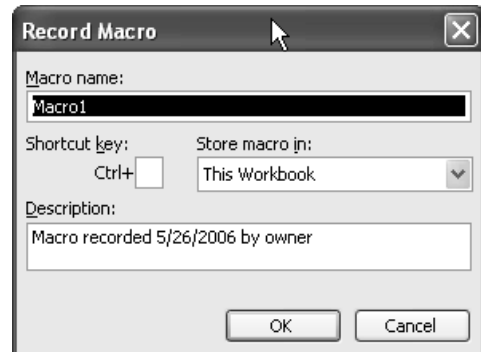 Record Macro
Macro name:
Macro1
Shortcut key:
Store macro in:
Ctrl+
This Workbook
Description:
Macro recorded 5/26/2006 by owner
OK
Cancel